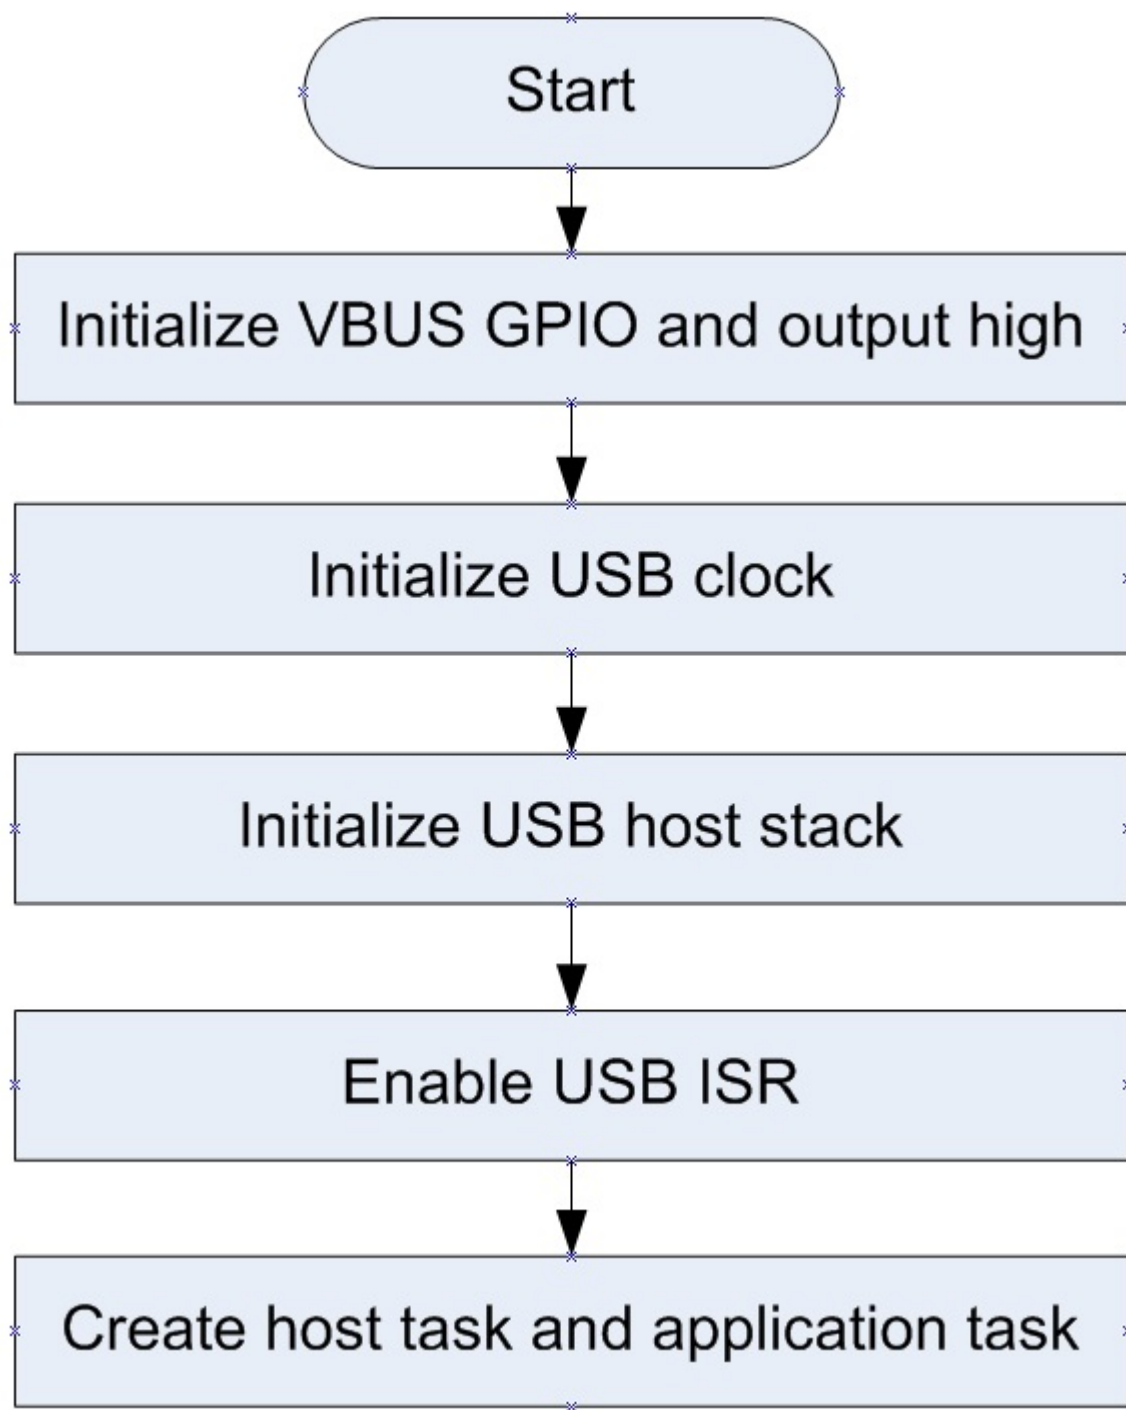 Start
Initialize VBUS GPIO and output high
Initialize USB clock
Initialize USB host stack
Enable USB ISR
Create host task and application task